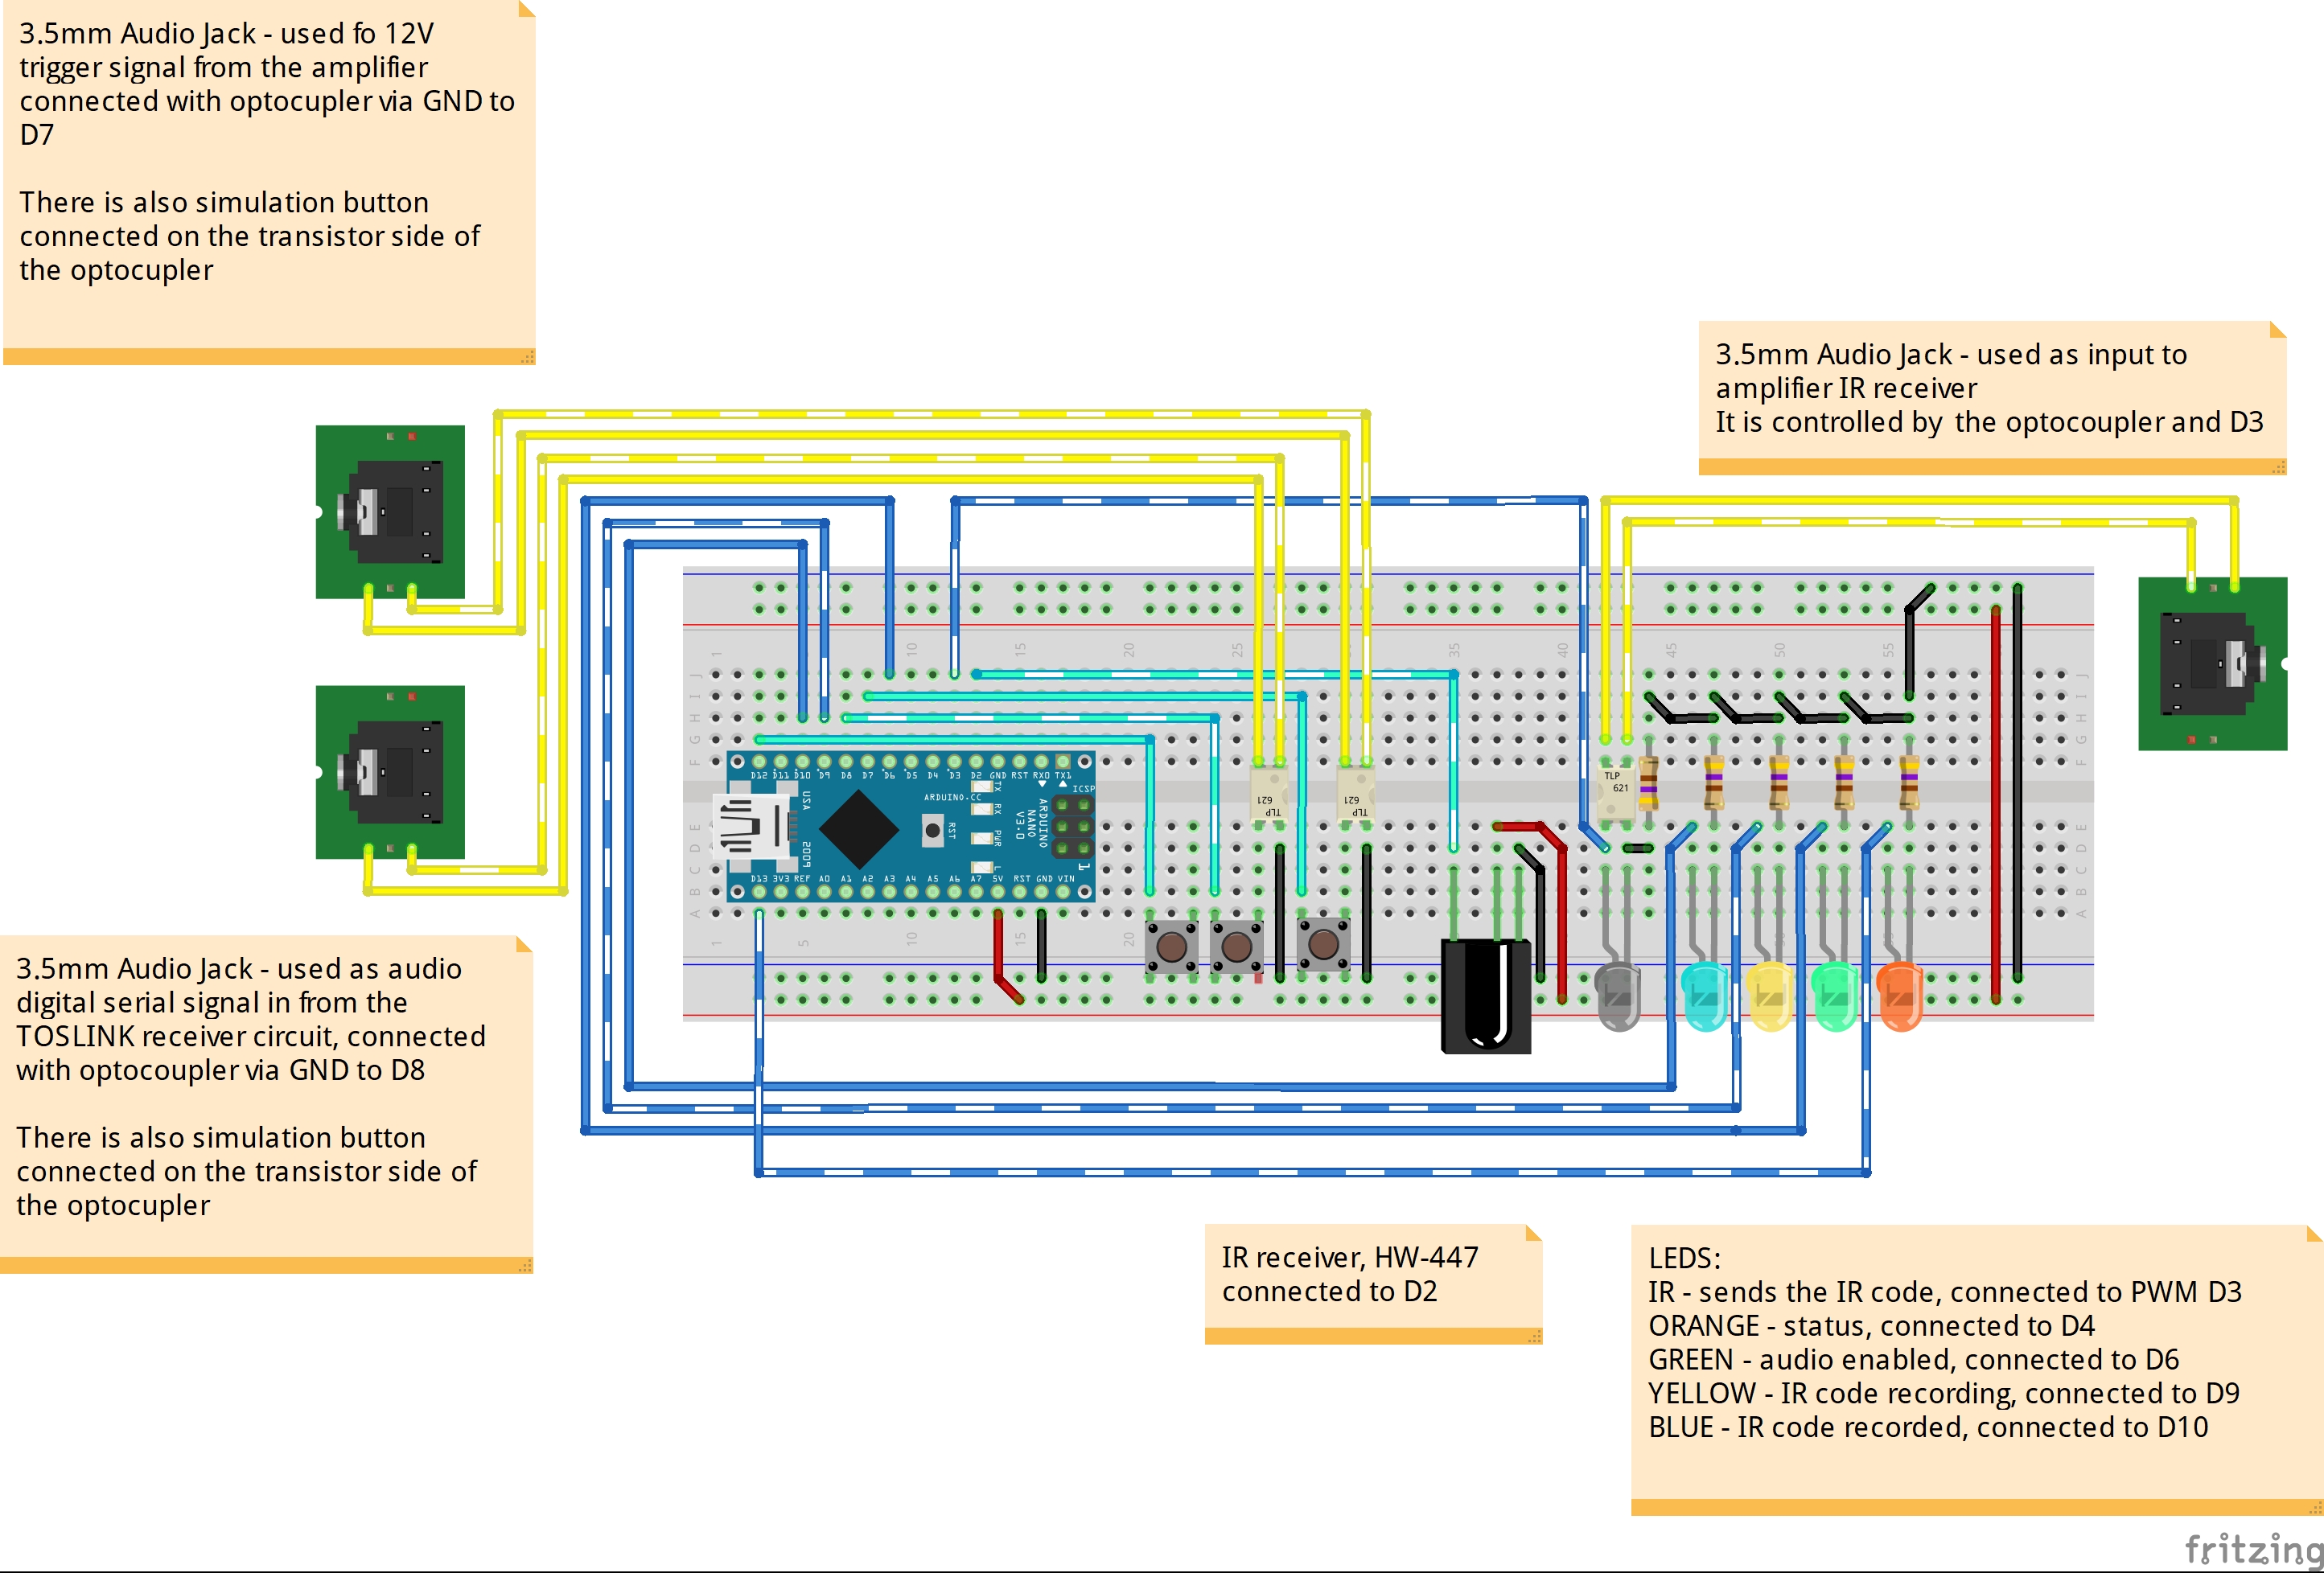 3.5mm Audio Jack - used fo 12V
trigger signal from the amplifier
connected with optocupler via GND to
D7
There is also simulation button
connected on the transistor side of
the optocupler
3.5mm Audio Jack - used as input to
amplifier IR receiver
It is controlled by the optocoupler and D3
1 10 15 20 25 35 40 45 50 55
J J
I I
H H
G G
F F
D12 D11 D10 D9 D8 D7 D6 D5 D4 D3 D2 GND RST RX0 TX1
ICSP
TX
RX
PWR
L
USA
ARDUINO.CC
RST
ARDUINO
NANO
V3.0
1
TLP
621
TLP
621
TLP
621
E E
D D
C C
B B
A A
D13 3V3 REF A0 A1 A2 A3 A4 A5 A6 A7 5V RST GND VIN
1 5 10 15 20
3.5mm Audio Jack - used as audio
digital serial signal in from the
TOSLINK receiver circuit, connected
with optocoupler via GND to D8
There is also simulation button
connected on the transistor side of
the optocupler
IR receiver, HW-447
connected to D2
LEDS:
IR - sends the IR code, connected to PWM D3
ORANGE - status, connected to D4
GREEN - audio enabled, connected to D6
YELLOW - IR code recording, connected to D9
BLUE - IR code recorded, connected to D10
fritzing